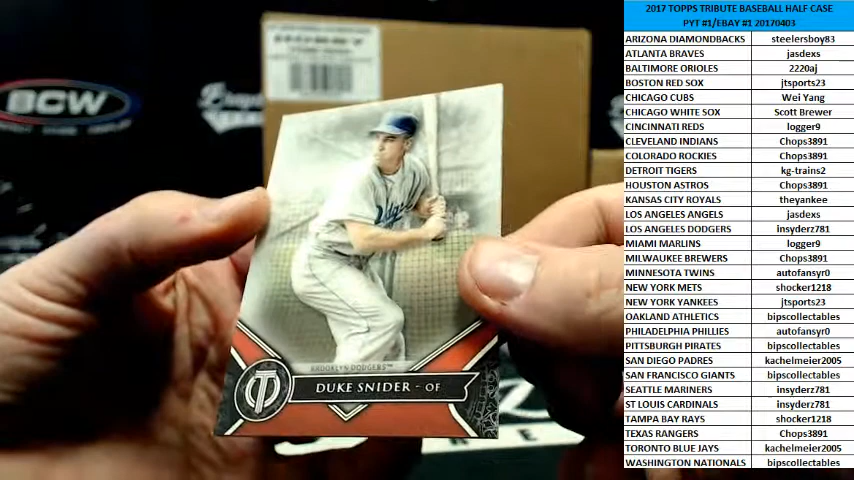 BCW
BROOKLYN DODGERS™
DUKE SNIDER - OF
2017 TOPPS TRIBUTE BASEBALL HALF CASE
PYT #1/EBAY #1 20170403
ARIZONA DIAMONDBACKS steelersboy83
ATLANTA BRAVES jasdexs
BALTIMORE ORIOLES 2220aj
BOSTON RED SOX jtsports23
CHICAGO CUBS Wei Yang
CHICAGO WHITE SOX Scott Brewer
CINCINNATI REDS logger9
CLEVELAND INDIANS Chops3891
COLORADO ROCKIES Chops3891
DETROIT TIGERS kg-trains2
HOUSTON ASTROS Chops3891
KANSAS CITY ROYALS theyankee
LOS ANGELES ANGELS jasdexs
LOS ANGELES DODGERS insyderz781
MIAMI MARLINS logger9
MILWAUKEE BREWERS Chops3891
MINNESOTA TWINS autofansyr0
NEW YORK METS shocker1218
NEW YORK YANKEES jtsports23
OAKLAND ATHLETICS bipscollectables
PHILADELPHIA PHILLIES autofansyr0
PITTSBURGH PIRATES bipscollectables
SAN DIEGO PADRES kachelmeier2005
SAN FRANCISCO GIANTS bipscollectables
SEATTLE MARINERS insyderz781
ST LOUIS CARDINALS insyderz781
TAMPA BAY RAYS shocker1218
TEXAS RANGERS Chops3891
TORONTO BLUE JAYS kachelmeier2005
WASHINGTON NATIONALS bipscollectables